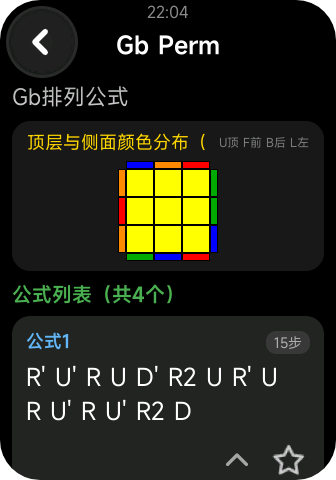 22:04
Gb Perm
Gb排列公式
顶层与侧面颜色分布（ U顶 F前 B后 L左
公式列表（共4个）
公式1 15步
R' U' R U D' R2 U R' U
R U' R U' R2 D